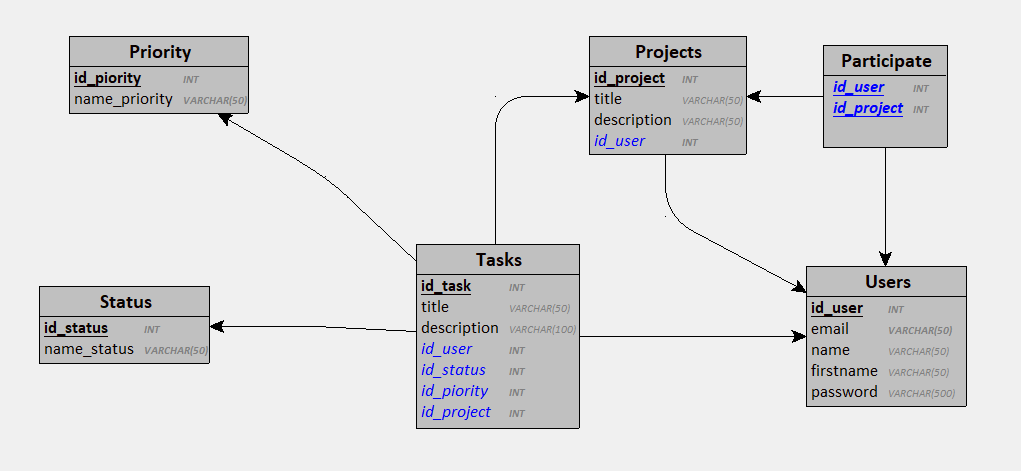 Priority
id_piority INT
name_priority VARCHAR(50)
Projects
id_project INT
title VARCHAR(50)
description VARCHAR(50)
id_user INT
Participate
id_user INT
id_project INT
Tasks
id_task INT
title VARCHAR(50)
description VARCHAR(100)
id_user INT
id_status INT
id_piority INT
id_project INT
Status
id_status INT
name_status VARCHAR(50)
Users
id_user INT
email VARCHAR(50)
name VARCHAR(50)
firstname VARCHAR(50)
password VARCHAR(500)